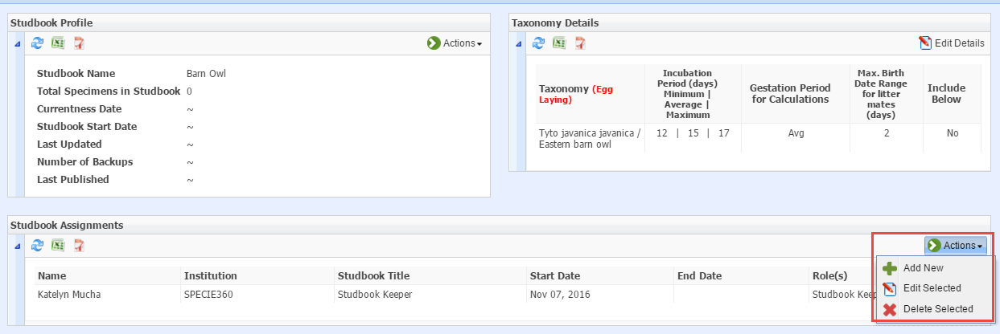 Studbook Profile
Actions
Studbook Name Barn Owl
Total Specimens in Studbook 0
Currentness Date ~
Studbook Start Date ~
Last Updated ~
Number of Backups ~
Last Published ~
Taxonomy Details
Edit Details
Taxonomy (Egg
Laying)
Incubation
Period (days)
Minimum |
Average |
Maximum
Gestation Period
for Calculations
Max. Birth
Date Range
for litter
mates
(days)
Include
Below
Tyto javanica javanica /
Eastern barn owl
12 | 15 | 17
Avg
2
No
Studbook Assignments
Actions
Add New
Edit Selected
Delete Selected
Name Institution Studbook Title Start Date End Date Role(s)
Katelyn Mucha SPECIE360 Studbook Keeper Nov 07, 2016 Studbook